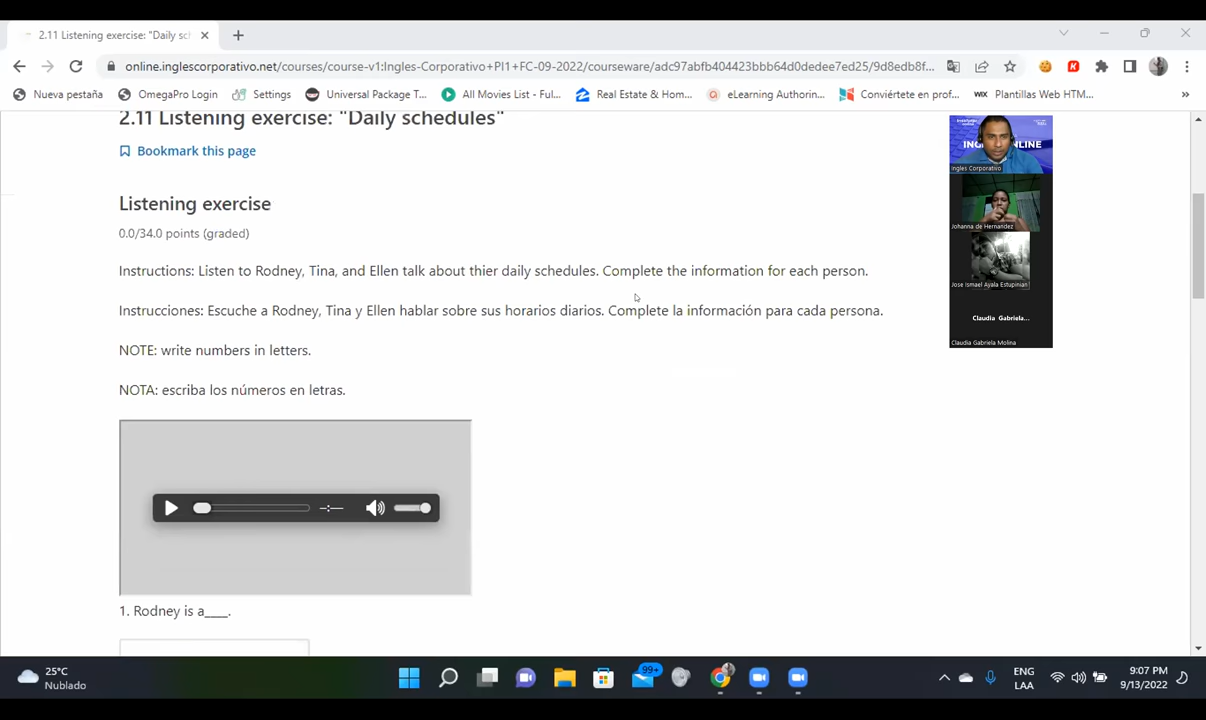 2.11 Listening exercise: "Daily sch
online.inglescorporativo.net/courses/course-v1:Ingles-Corporativo+PI1+FC-09-2022/courseware/adc97abfb404423bbb64d0dedee7ed25/9d8edb8f...
Nueva pestaña OmegaPro Login Settings Universal Package T... All Movies List - Ful... Real Estate & Hom... eLearning Authorin... Conviértete en prof... WIX Plantillas Web HTM... »
2.11 Listening exercise: "Daily schedules"
Bookmark this page
Listening exercise
0.0/34.0 points (graded)
Instructions: Listen to Rodney, Tina, and Ellen talk about thier daily schedules. Complete the information for each person.
Instrucciones: Escuche a Rodney, Tina y Ellen hablar sobre sus horarios diarios. Complete la información para cada persona.
NOTE: write numbers in letters.
NOTA: escriba los números en letras.
-:--
1. Rodney is a____.
Ingles Corporativo
Johanna de Hernandez
Jose Ismael Ayala Estupinian
Claudia Gabriela...
Claudia Gabriela Molina
25°C
Nublado
99+
ENG
LAA
9:07 PM
9/13/2022